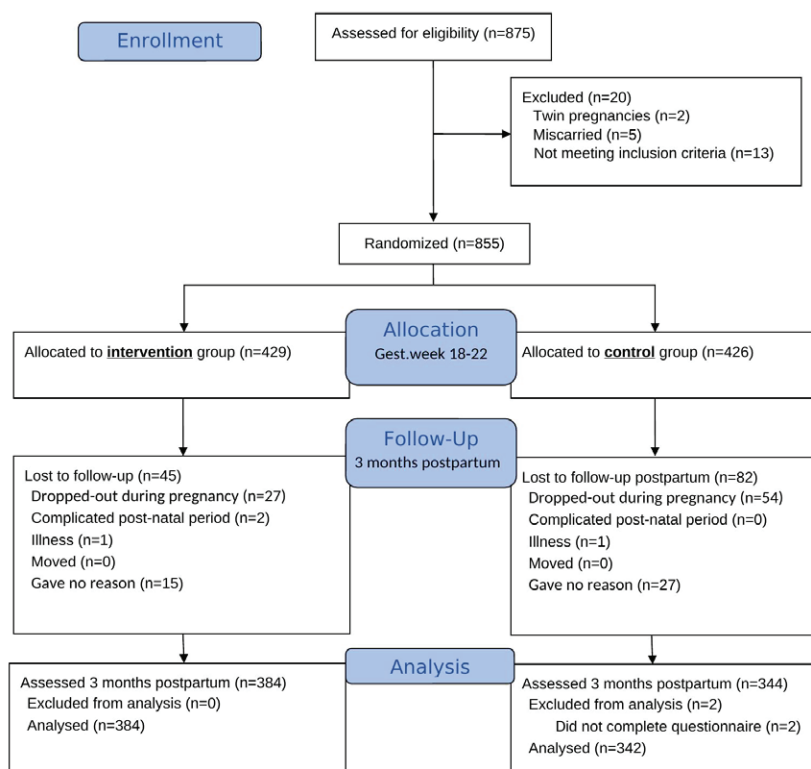 Enrollment
Assessed for eligibility (n=875)
Excluded (n=20)
Twin pregnancies (n=2)
Miscarried (n=5)
Not meeting inclusion criteria (n=13)
Randomized (n=855)
Allocation
Gest.week 18-22
Allocated to intervention group (n=429)
Allocated to control group (n=426)
Follow-Up
3 months postpartum
Lost to follow-up (n=45)
Dropped-out during pregnancy (n=27)
Complicated post-natal period (n=2)
Illness (n=1)
Moved (n=0)
Gave no reason (n=15)
Lost to follow-up postpartum (n=82)
Dropped-out during pregnancy (n=54)
Complicated post-natal period (n=0)
Illness (n=1)
Moved (n=0)
Gave no reason (n=27)
Analysis
Assessed 3 months postpartum (n=384)
Excluded from analysis (n=0)
Analysed (n=384)
Assessed 3 months postpartum (n=344)
Excluded from analysis (n=2)
Did not complete questionnaire (n=2)
Analysed (n=342)